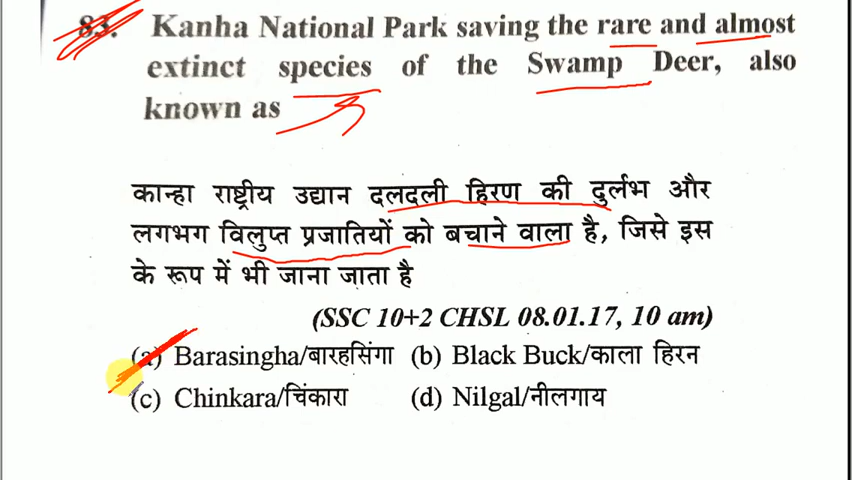 83. Kanha National Park saving the rare and almost
extinct species of the Swamp Deer, also
known as
कान्हा राष्ट्रीय उद्यान दलदली हिरण की दुर्लभ और
लगभग विलुप्त प्रजातियों को बचाने वाला है, जिसे इस
के रूप में भी जाना जाता है
(SSC 10+2 CHSL 08.01.17, 10 am)
(a) Barasingha/बारहसिंगा (b) Black Buck/काला हिरन
(c) Chinkara/चिंकारा (d) Nilgal/नीलगाय